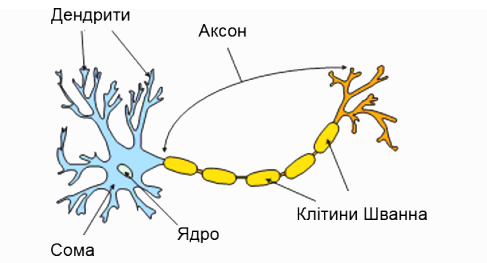 Дендрити
Аксон
Клітини Шванна
Ядро
Сома